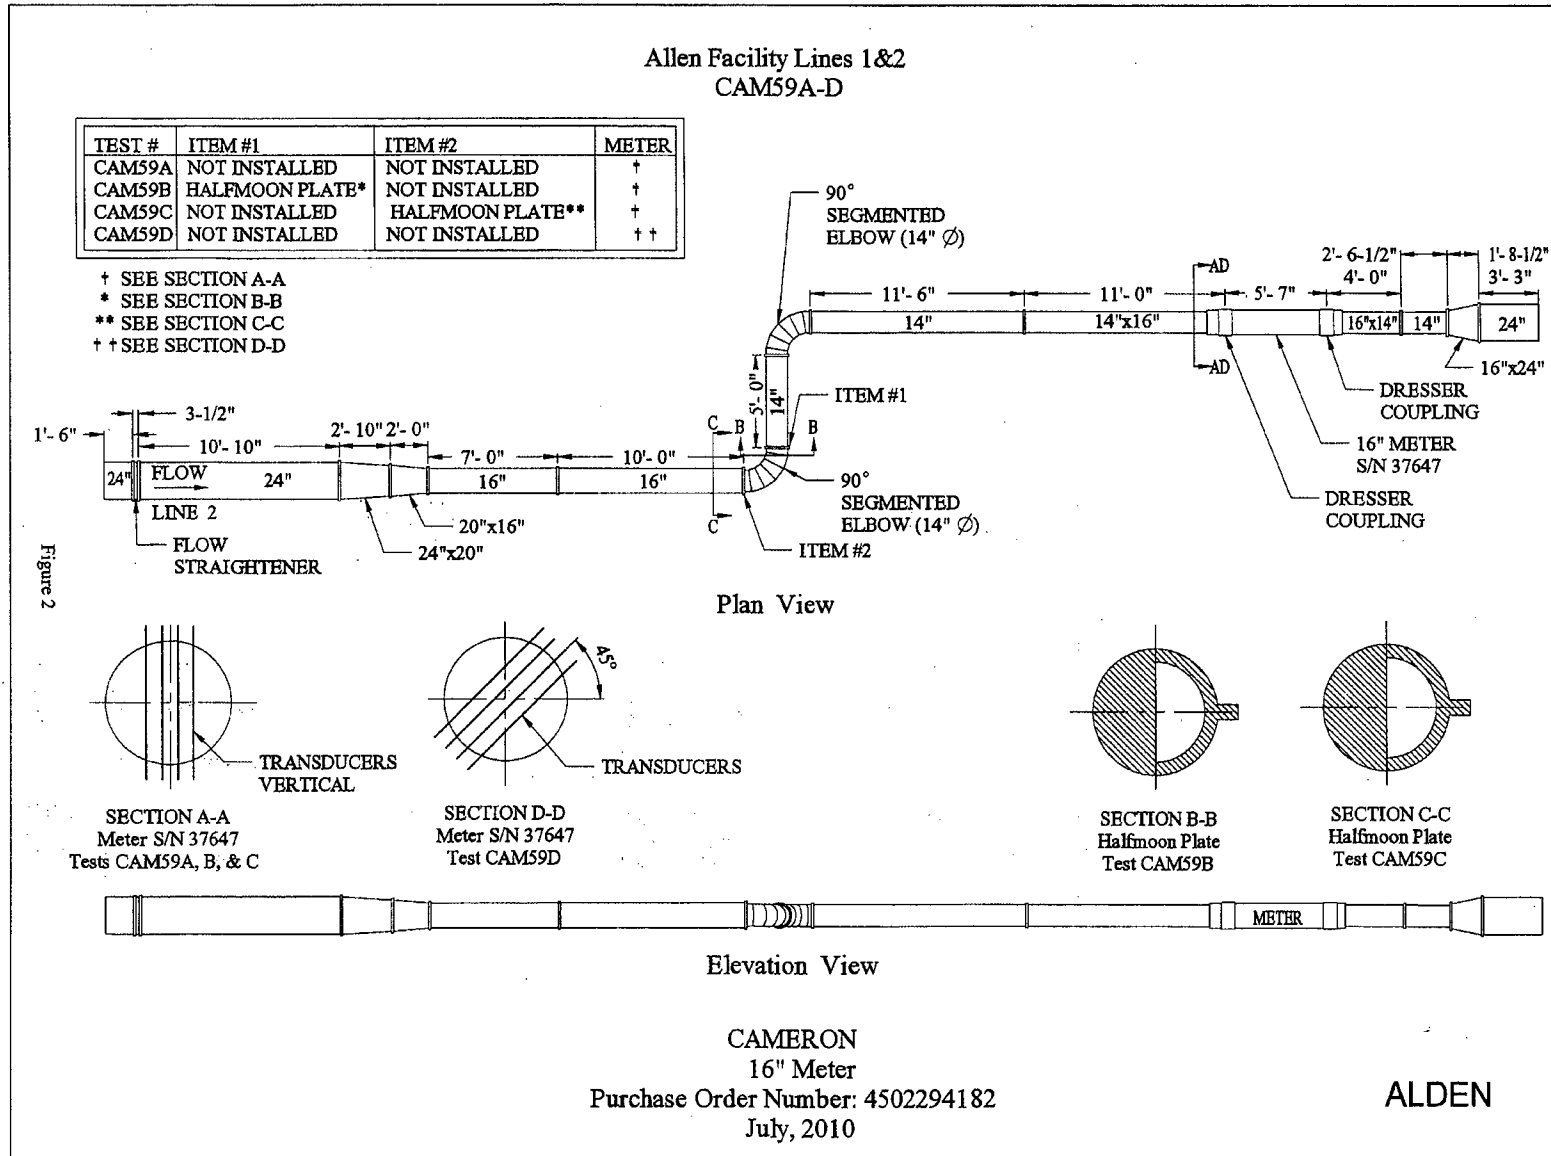 Allen Facility Lines 1&2
CAM59A-D
TEST # ITEM #1 ITEM #2 METER
CAM59A NOT INSTALLED NOT INSTALLED †
CAM59B HALFMOON PLATE* NOT INSTALLED †
CAM59C NOT INSTALLED HALFMOON PLATE** †
CAM59D NOT INSTALLED NOT INSTALLED ††
† SEE SECTION A-A
* SEE SECTION B-B
** SEE SECTION C-C
†† SEE SECTION D-D
90°
SEGMENTED
ELBOW (14" Ø)
AD
2'- 6-1/2" 1'- 8-1/2"
11'- 6" 11'- 0" 5'- 7" 4'- 0" 3'- 3"
14" 14"x16" 16"x14" 14" 24"
AD
16"x24"
5'- 0"
14"
ITEM #1
DRESSER
COUPLING
16" METER
S/N 37647
DRESSER
COUPLING
3-1/2"
1'- 6" 10'- 10" 2'- 10" 2'- 0" 7'- 0" 10'- 0"
C B B
24" FLOW 24" 16" 16"
LINE 2
C
90°
SEGMENTED
ELBOW (14" Ø)
20"x16"
24"x20"
FLOW
STRAIGHTENER
ITEM #2
Figure 2
Plan View
45°
TRANSDUCERS
VERTICAL
TRANSDUCERS
SECTION A-A
Meter S/N 37647
Tests CAM59A, B, & C
SECTION D-D
Meter S/N 37647
Test CAM59D
SECTION B-B
Halfmoon Plate
Test CAM59B
SECTION C-C
Halfmoon Plate
Test CAM59C
METER
Elevation View
CAMERON
16" Meter
Purchase Order Number: 4502294182
July, 2010
ALDEN